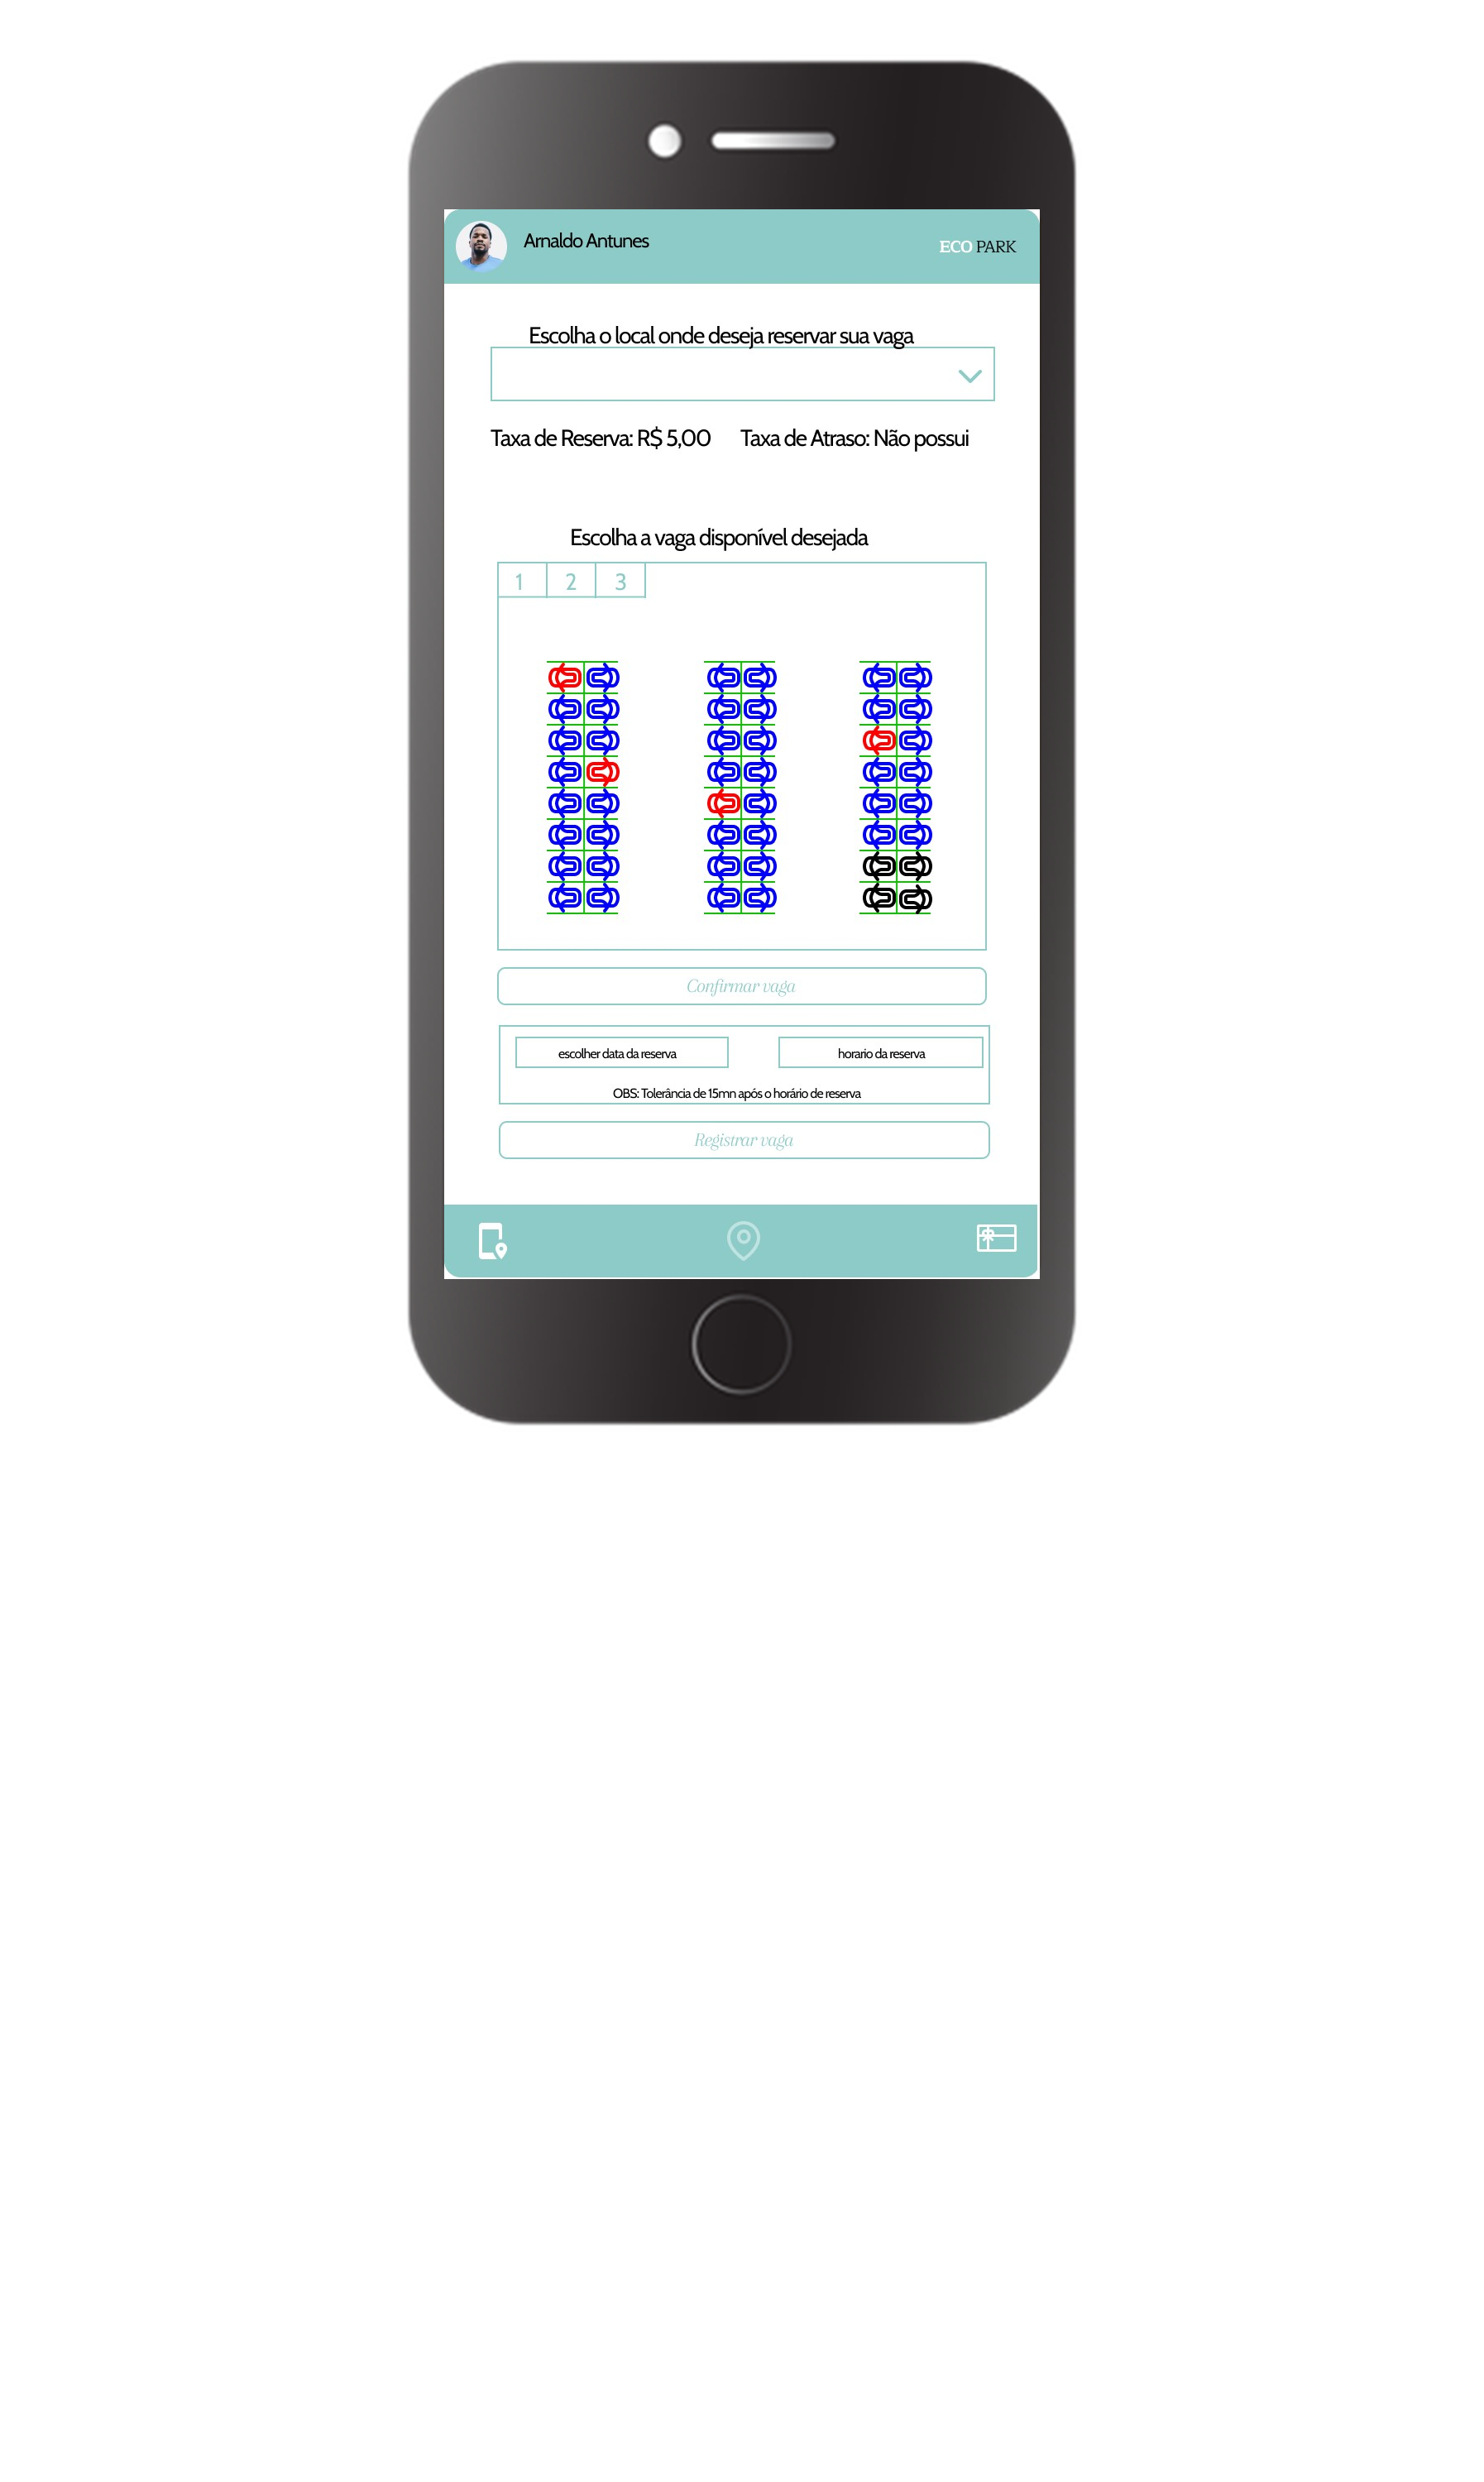 Arnaldo Antunes
ECO PARK
Escolha o local onde deseja reservar sua vaga
Taxa de Reserva: R$ 5,00
Taxa de Atraso: Não possui
Escolha a vaga disponível desejada
1 2 3
Confirmar vaga
escolher data da reserva
horario da reserva
OBS: Tolerância de 15mn após o horário de reserva
Registrar vaga